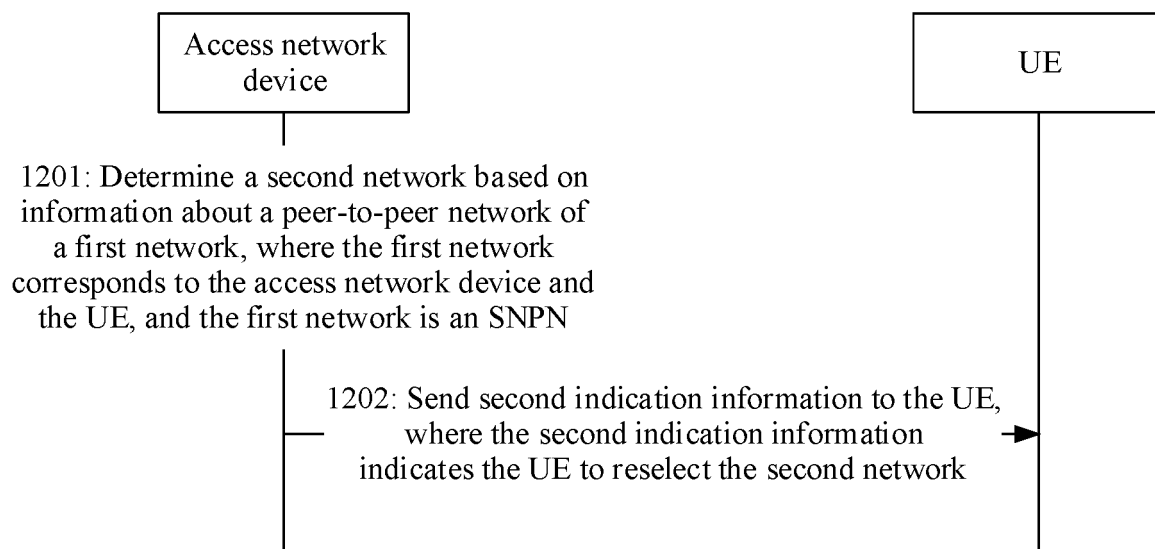 Access network
device
UE
1201: Determine a second network based on
information about a peer-to-peer network of
a first network, where the first network
corresponds to the access network device and
the UE, and the first network is an SNPN
1202: Send second indication information to the UE,
where the second indication information
indicates the UE to reselect the second network